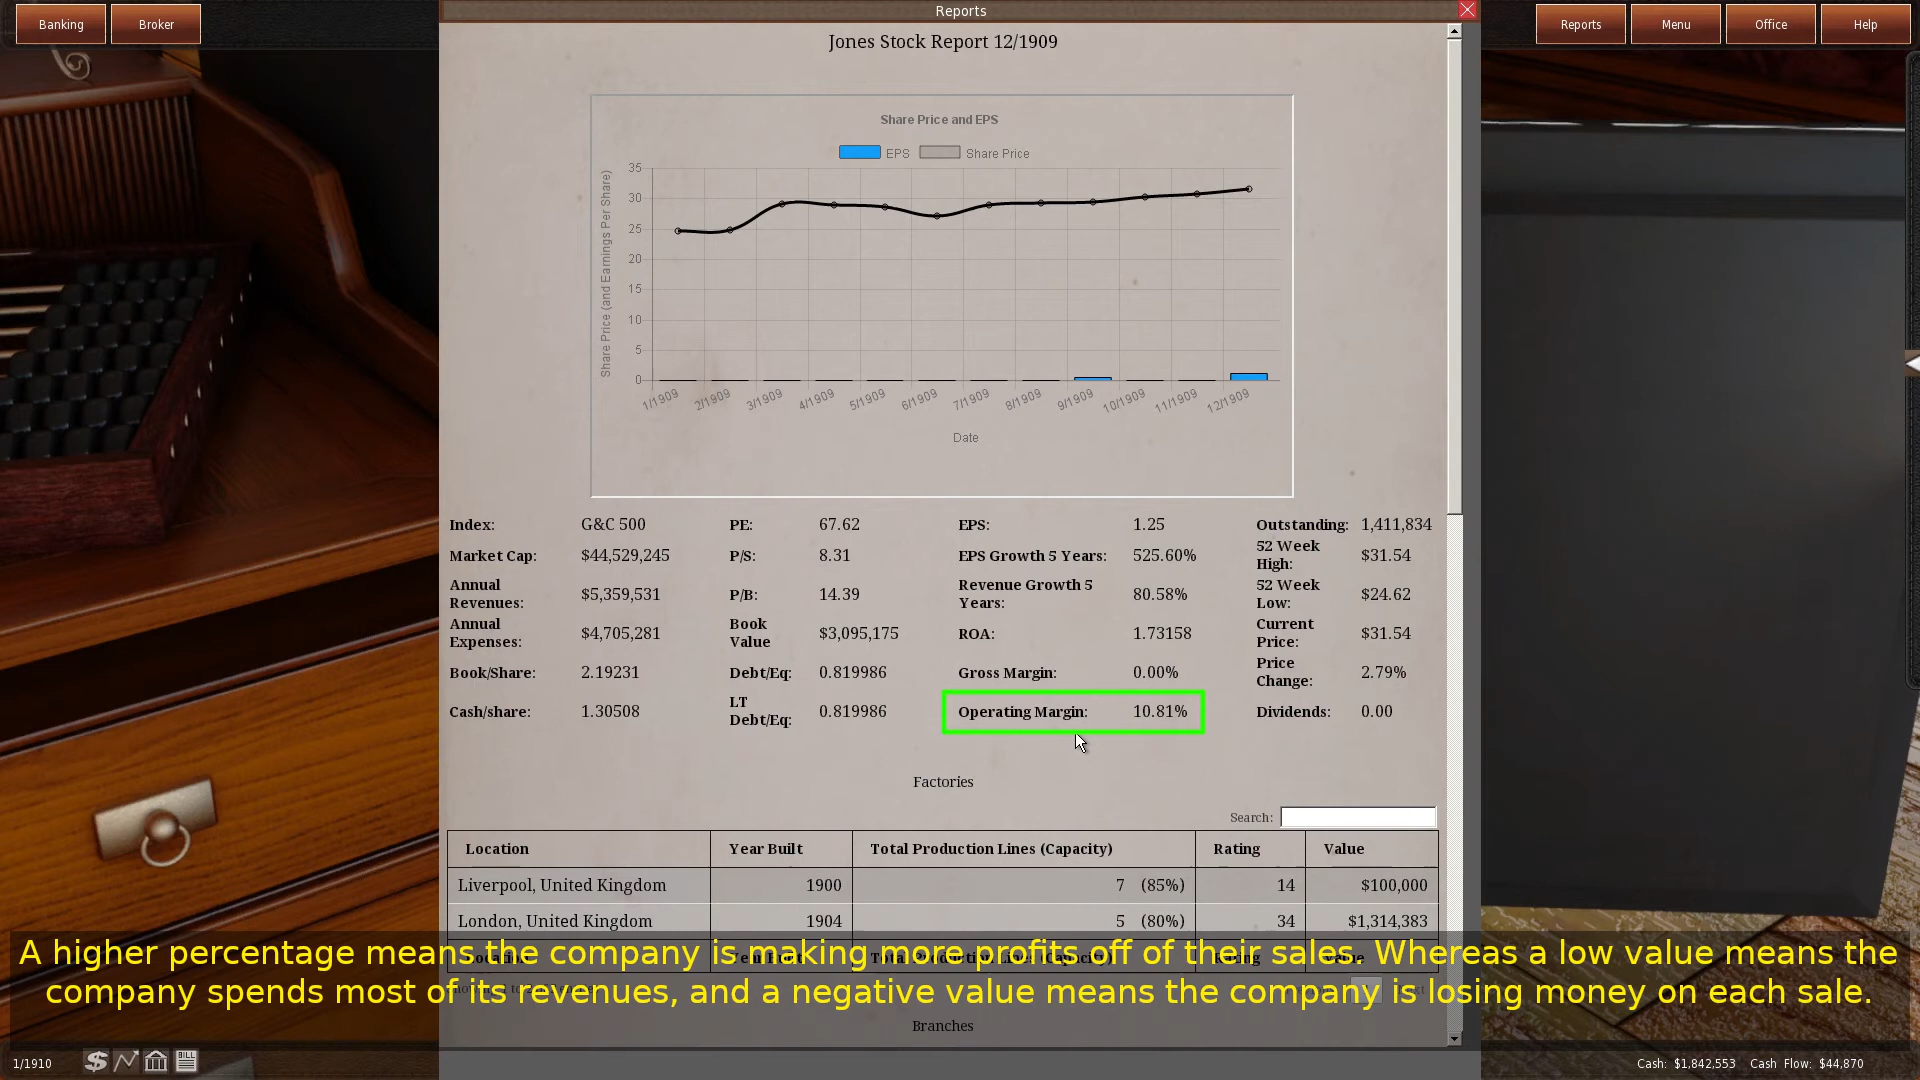 Banking Broker Reports Reports Menu Office Help
Jones Stock Report 12/1909
Share Price and EPS
EPS Share Price
Share Price (and Earnings Per Share)
35
30
25
20
15
10
5
0
1/1909 2/1909 3/1909 4/1909 5/1909 6/1909 7/1909 8/1909 9/1909 10/1909 11/1909 12/1909
Date
Index: G&C 500 PE: 67.62 EPS: 1.25 Outstanding: 1,411,834
Market Cap: $44,529,245 P/S: 8.31 EPS Growth 5 Years: 525.60% 52 Week High: $31.54
Annual Revenues: $5,359,531 P/B: 14.39 Revenue Growth 5 Years: 80.58% 52 Week Low: $24.62
Annual Expenses: $4,705,281 Book Value $3,095,175 ROA: 1.73158 Current Price: $31.54
Book/Share: 2.19231 Debt/Eq: 0.819986 Gross Margin: 0.00% Price Change: 2.79%
Cash/share: 1.30508 LT Debt/Eq: 0.819986 Operating Margin: 10.81% Dividends: 0.00
Factories
Search:
Location Year Built Total Production Lines (Capacity) Rating Value
Liverpool, United Kingdom 1900 7 (85%) 14 $100,000
London, United Kingdom 1904 5 (80%) 34 $1,314,383
A higher percentage means the company is making more profits off of their sales. Whereas a low value means the
company spends most of its revenues, and a negative value means the company is losing money on each sale.
Branches
1/1910 BILL Cash: $1,842,553 Cash Flow: $44,870